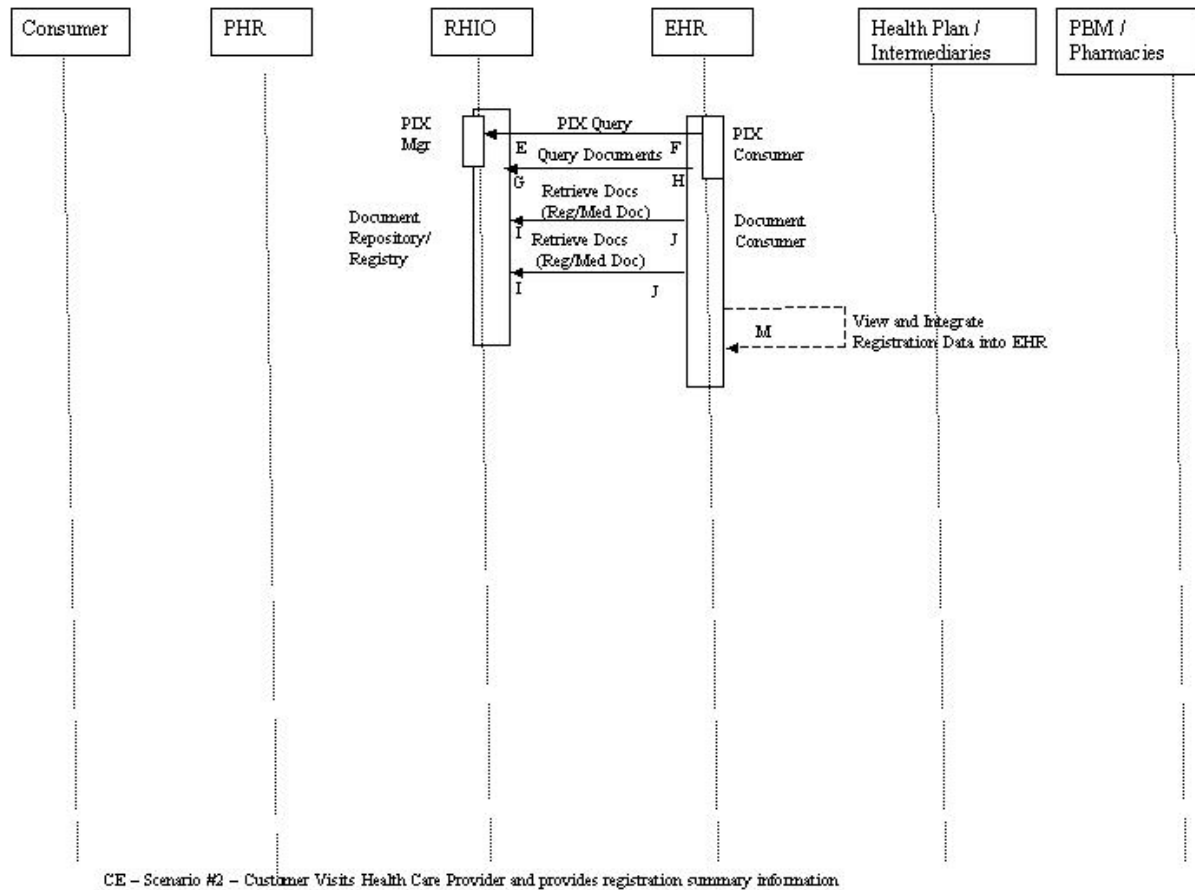 Consumer
PHR
RHIO
EHR
Health Plan /
Intermediaries
PBM /
Pharmacies
PIX
Mgr
PIX Query
PIX
Consumer
E
F
Query Documents
G
H
Retrieve Docs
(Reg/Med Doc)
Document
Repository/
Registry
Document
Consumer
I
J
Retrieve Docs
(Reg/Med Doc)
I
J
M
View and Integrate
Registration Data into EHR
CE – Scenario #2 – Customer Visits Health Care Provider and provides registration summary information